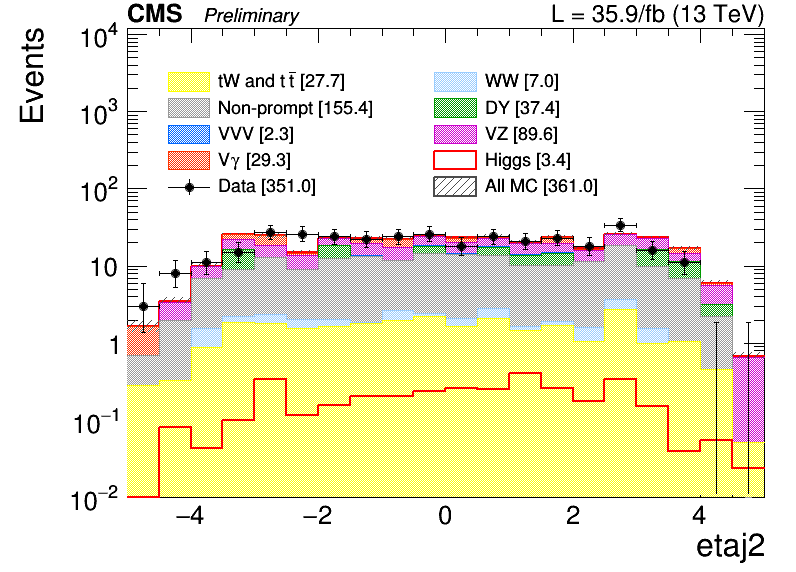 CMS Preliminary L = 35.9/fb (13 TeV)
Events
10⁴
10³
10²
10
1
10⁻¹
10⁻²
tW and tt̅ [27.7] WW [7.0]
Non-prompt [155.4] DY [37.4]
VVV [2.3] VZ [89.6]
Vγ [29.3] Higgs [3.4]
Data [351.0] All MC [361.0]
−4 −2 0 2 4
etaj2